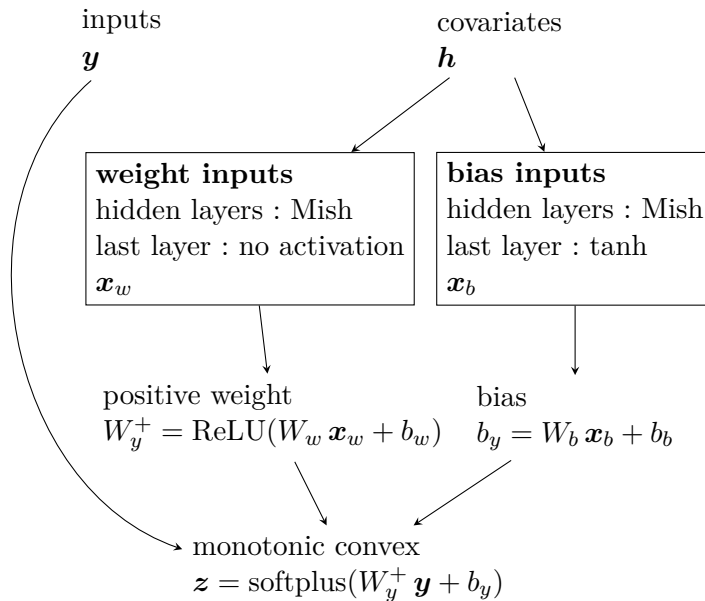 inputs
y
covariates
h
weight inputs
hidden layers : Mish
last layer : no activation
x_w
bias inputs
hidden layers : Mish
last layer : tanh
x_b
positive weight
W_y^+ = ReLU(W_w x_w + b_w)
bias
b_y = W_b x_b + b_b
monotonic convex
z = softplus(W_y^+ y + b_y)